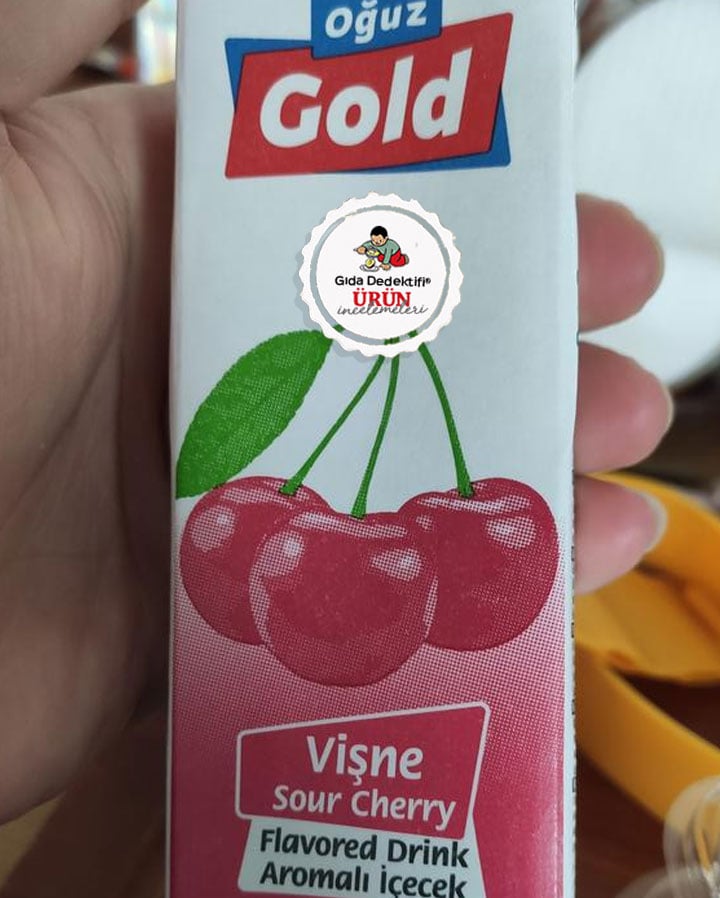 Oğuz
Gold
Gıda Dedektifi®
ÜRÜN
incelemeleri
Vişne
Sour Cherry
Flavored Drink
Aromalı İçecek